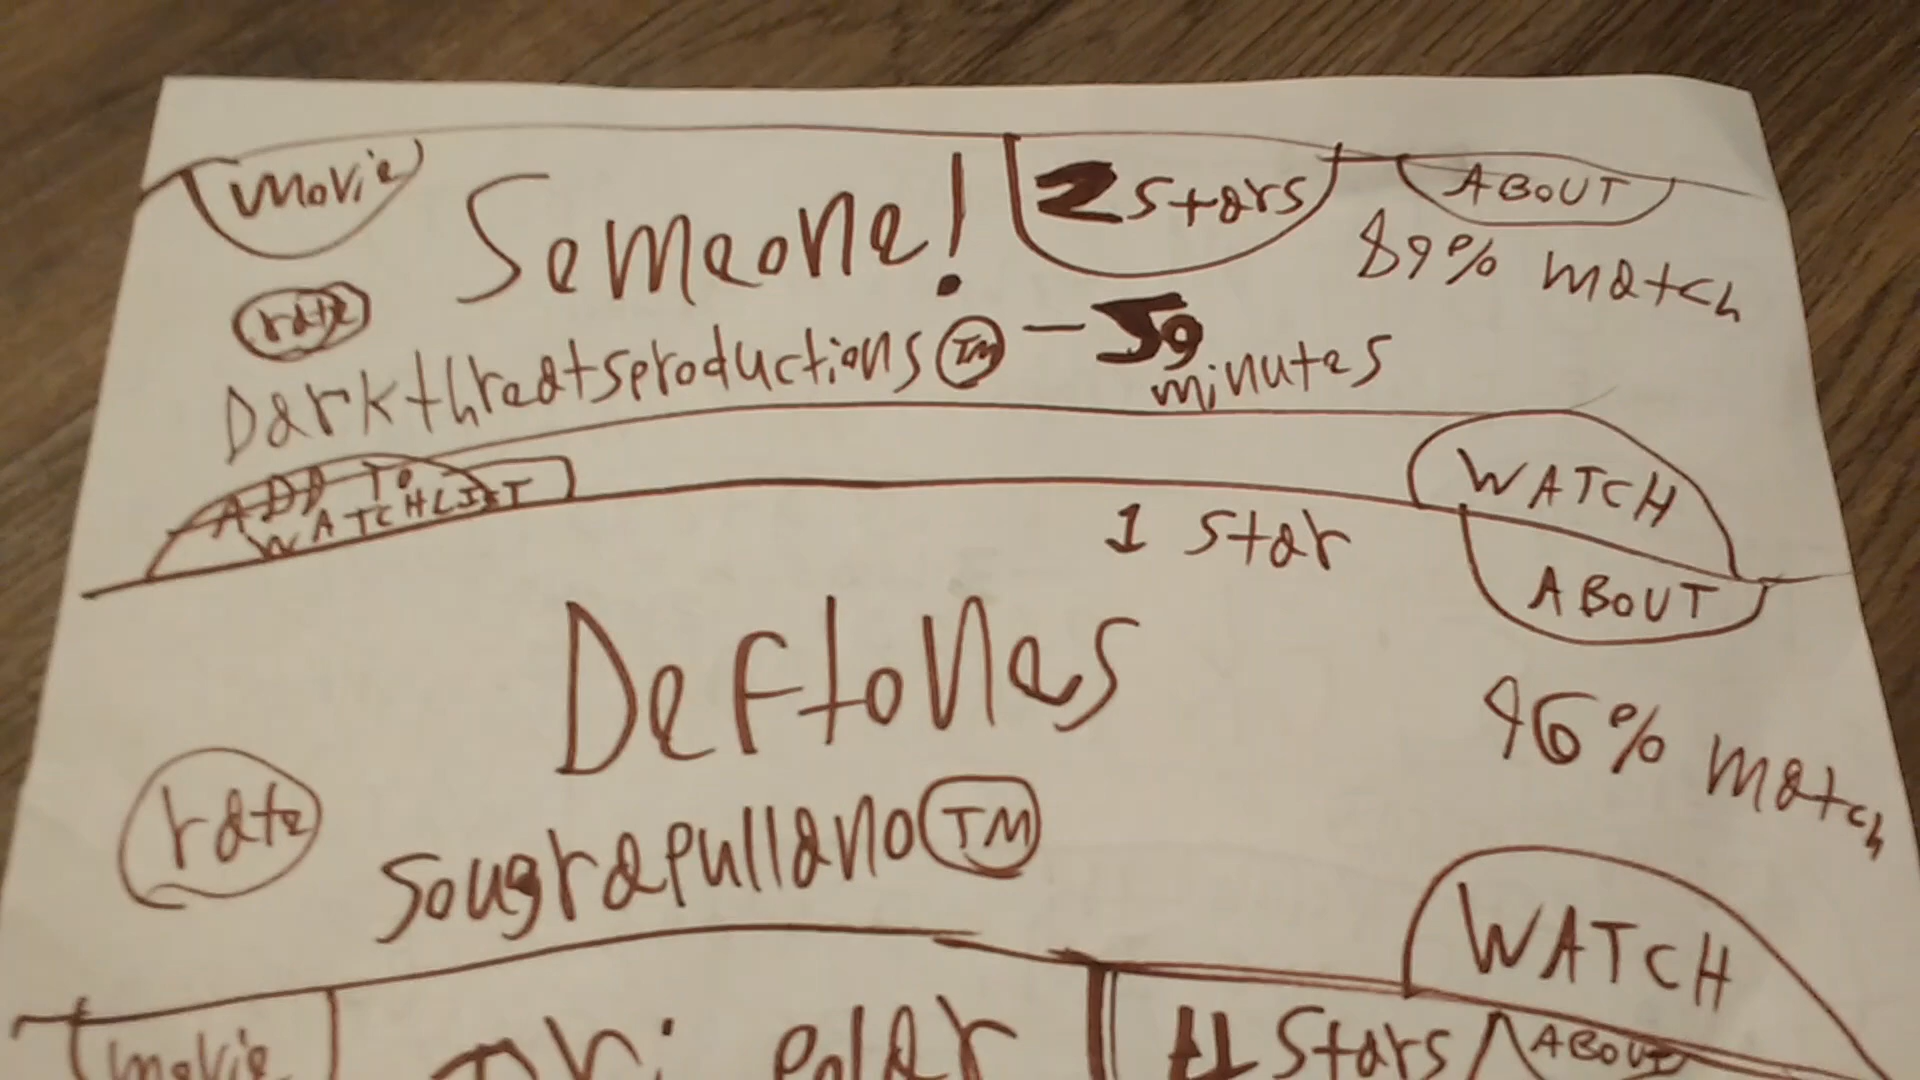 movie
Someone!
2 stars
ABOUT
89% match
rate
Darkthreatsproductions TM - 59
minutes
ADD TO
WATCHLIST
WATCH
1 star
ABOUT
Deftones
96% match
rate
sougrapullano TM
WATCH
movie
4 stars
ABOUT